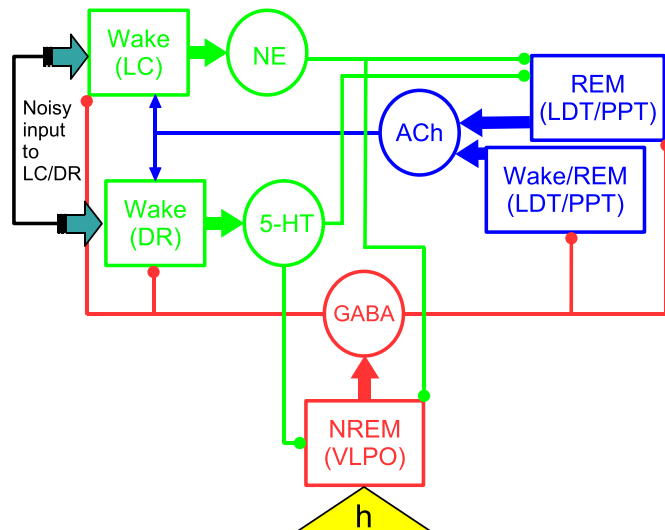 Wake
(LC)
NE
REM
(LDT/PPT)
Noisy
input
to
LC/DR
ACh
Wake/REM
(LDT/PPT)
Wake
(DR)
5-HT
GABA
NREM
(VLPO)
h